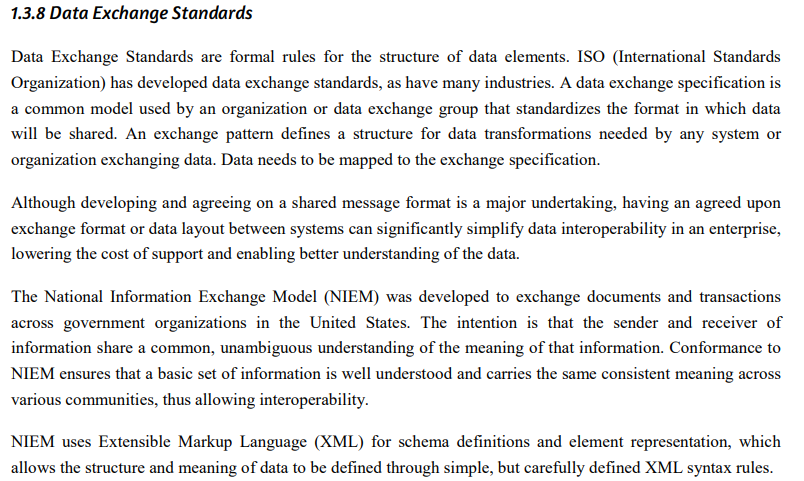 1.3.8 Data Exchange Standards
Data Exchange Standards are formal rules for the structure of data elements. ISO (International Standards
Organization) has developed data exchange standards, as have many industries. A data exchange specification is
a common model used by an organization or data exchange group that standardizes the format in which data
will be shared. An exchange pattern defines a structure for data transformations needed by any system or
organization exchanging data. Data needs to be mapped to the exchange specification.
Although developing and agreeing on a shared message format is a major undertaking, having an agreed upon
exchange format or data layout between systems can significantly simplify data interoperability in an enterprise,
lowering the cost of support and enabling better understanding of the data.
The National Information Exchange Model (NIEM) was developed to exchange documents and transactions
across government organizations in the United States. The intention is that the sender and receiver of
information share a common, unambiguous understanding of the meaning of that information. Conformance to
NIEM ensures that a basic set of information is well understood and carries the same consistent meaning across
various communities, thus allowing interoperability.
NIEM uses Extensible Markup Language (XML) for schema definitions and element representation, which
allows the structure and meaning of data to be defined through simple, but carefully defined XML syntax rules.